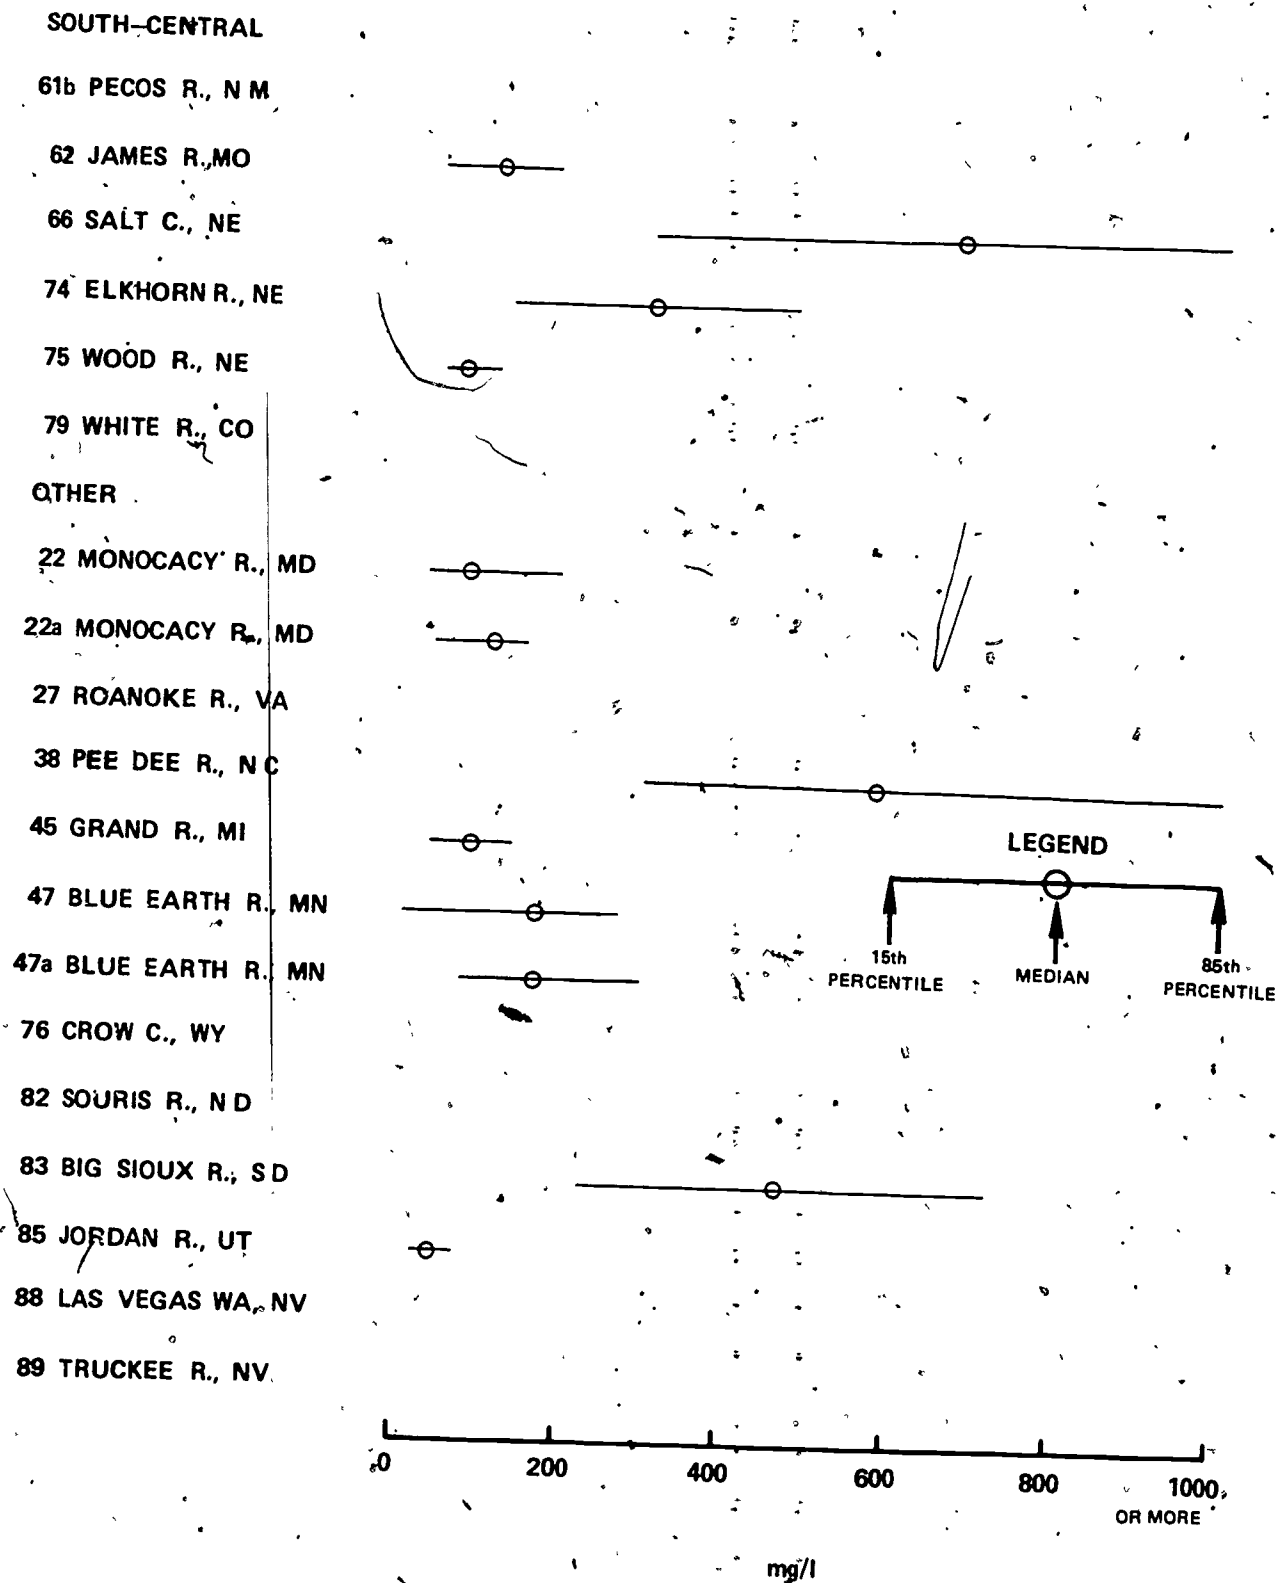 SOUTH-CENTRAL
61b PECOS R., NM
62 JAMES R., MO
66 SALT C., NE
74 ELKHORN R., NE
75 WOOD R., NE
79 WHITE R., CO
OTHER
22 MONOCACY R., MD
22a MONOCACY R., MD
27 ROANOKE R., VA
38 PEE DEE R., NC
45 GRAND R., MI
47 BLUE EARTH R., MN
47a BLUE EARTH R., MN
76 CROW C., WY
82 SOURIS R., ND
83 BIG SIOUX R., SD
85 JORDAN R., UT
88 LAS VEGAS WA, NV
89 TRUCKEE R., NV
LEGEND
15th
PERCENTILE
MEDIAN
85th
PERCENTILE
0 200 400 600 800 1000
OR MORE
mg/l